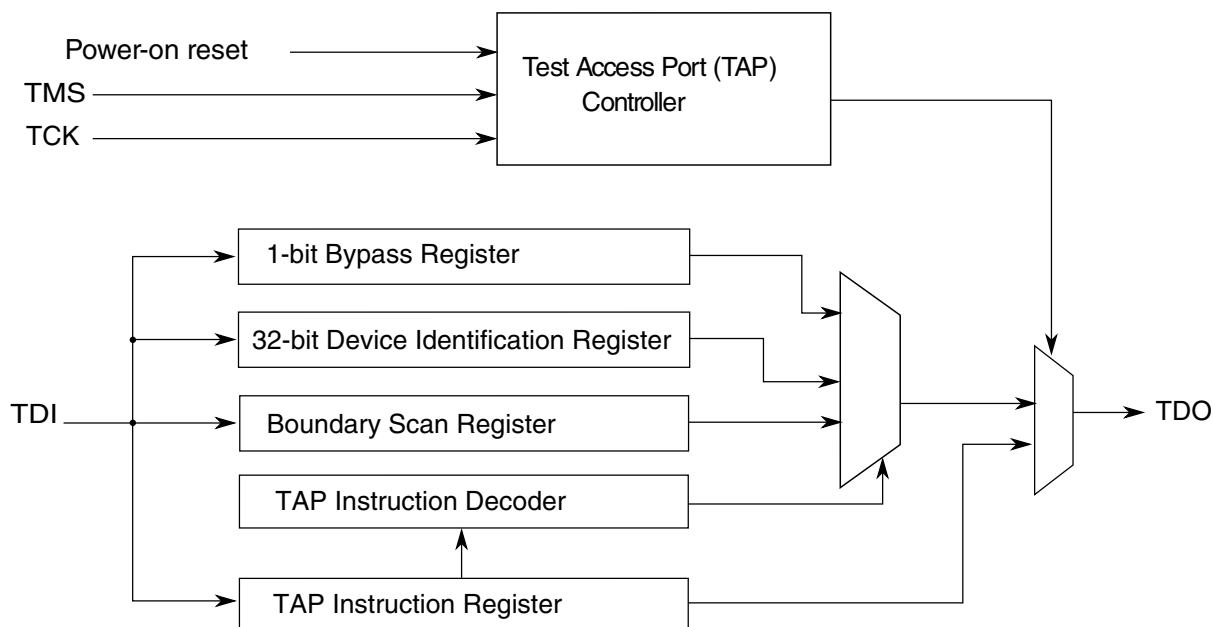 Power-on reset
TMS
TCK
Test Access Port (TAP)
Controller
1-bit Bypass Register
32-bit Device Identification Register
TDI
Boundary Scan Register
TDO
TAP Instruction Decoder
TAP Instruction Register